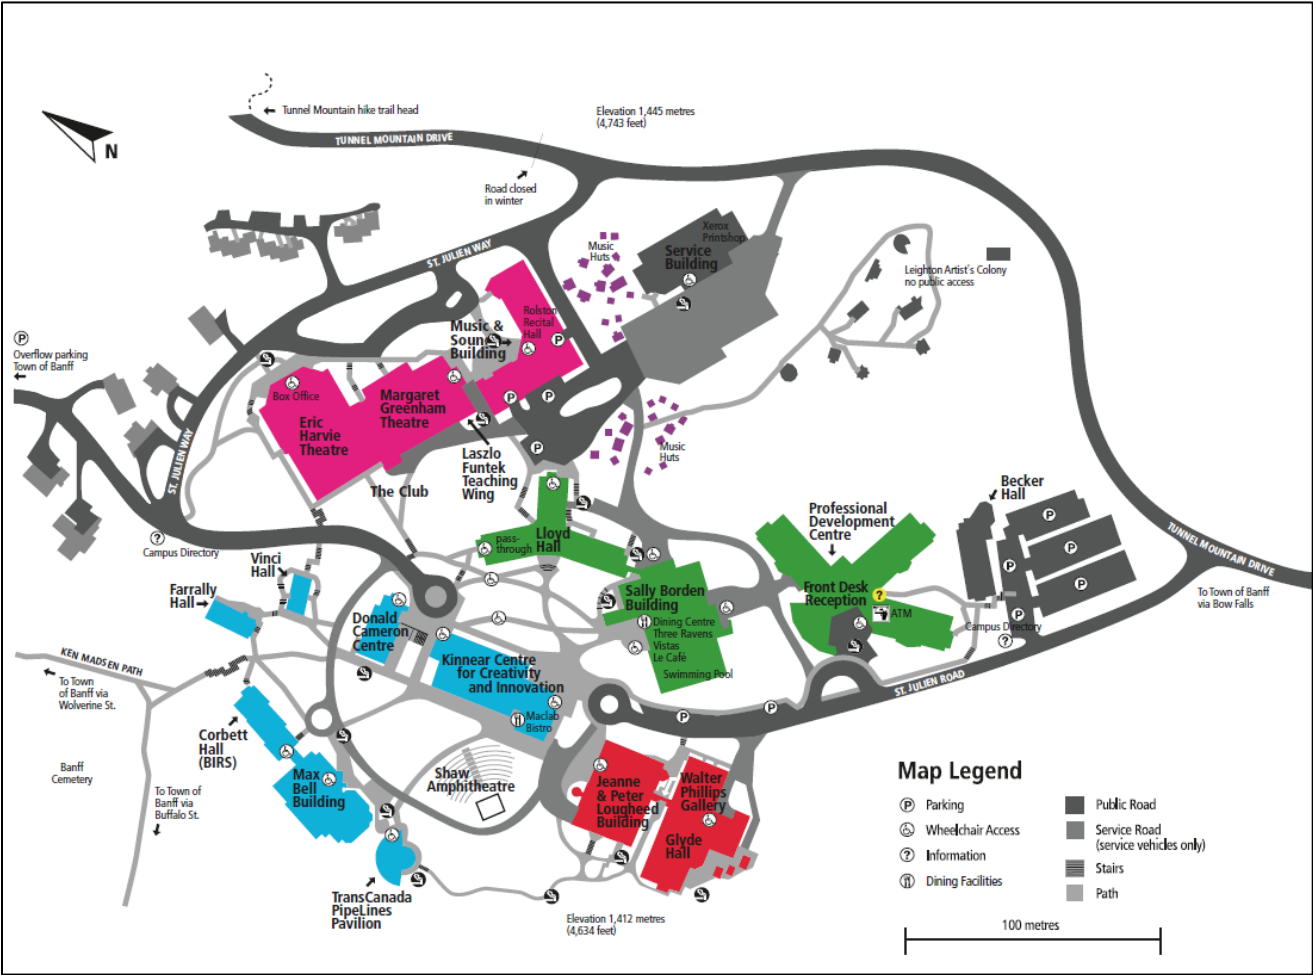 Tunnel Mountain hike trail head
Elevation 1,445 metres
(4,743 feet)
TUNNEL MOUNTAIN DRIVE
N
Road closed
in winter
ST. JULIEN WAY
Music
Huts
Xerox
Printshop
Service
Building
Leighton Artist's Colony
no public access
Rolston
Recital
Hall
Music &
Sound
Building
P
P
Overflow parking
Town of Banff
Box Office
Margaret
Greenham
Theatre
P
P
Eric
Harvie
Theatre
P
Music
Huts
Laszlo
Funtek
Teaching
Wing
ST. JULIEN WAY
The Club
Becker
Hall
Professional
Development
Centre
P
P
P
P
P
TUNNEL MOUNTAIN DRIVE
?
Campus Directory
pass-
through
Lloyd
Hall
Vinci
Hall
Farrally
Hall
Sally Borden
Building
Dining Centre
Three Ravens
Vistas
Le Café
Swimming Pool
Front Desk
Reception
?
ATM
To Town of Banff
via Bow Falls
Campus Directory
?
Donald
Cameron
Centre
Kinnear Centre
for Creativity
and Innovation
KEN MADSEN PATH
To Town
of Banff via
Wolverine St.
ST. JULIEN ROAD
P
P
Maclab
Bistro
Corbett
Hall
(BIRS)
Banff
Cemetery
Max
Bell
Building
Shaw
Amphitheatre
Jeanne
& Peter
Lougheed
Building
Walter
Phillips
Gallery
Glyde
Hall
To Town of
Banff via
Buffalo St.
TransCanada
PipeLines
Pavilion
Elevation 1,412 metres
(4,634 feet)
Map Legend
P Parking
Wheelchair Access
? Information
Dining Facilities
Public Road
Service Road
(service vehicles only)
Stairs
Path
100 metres